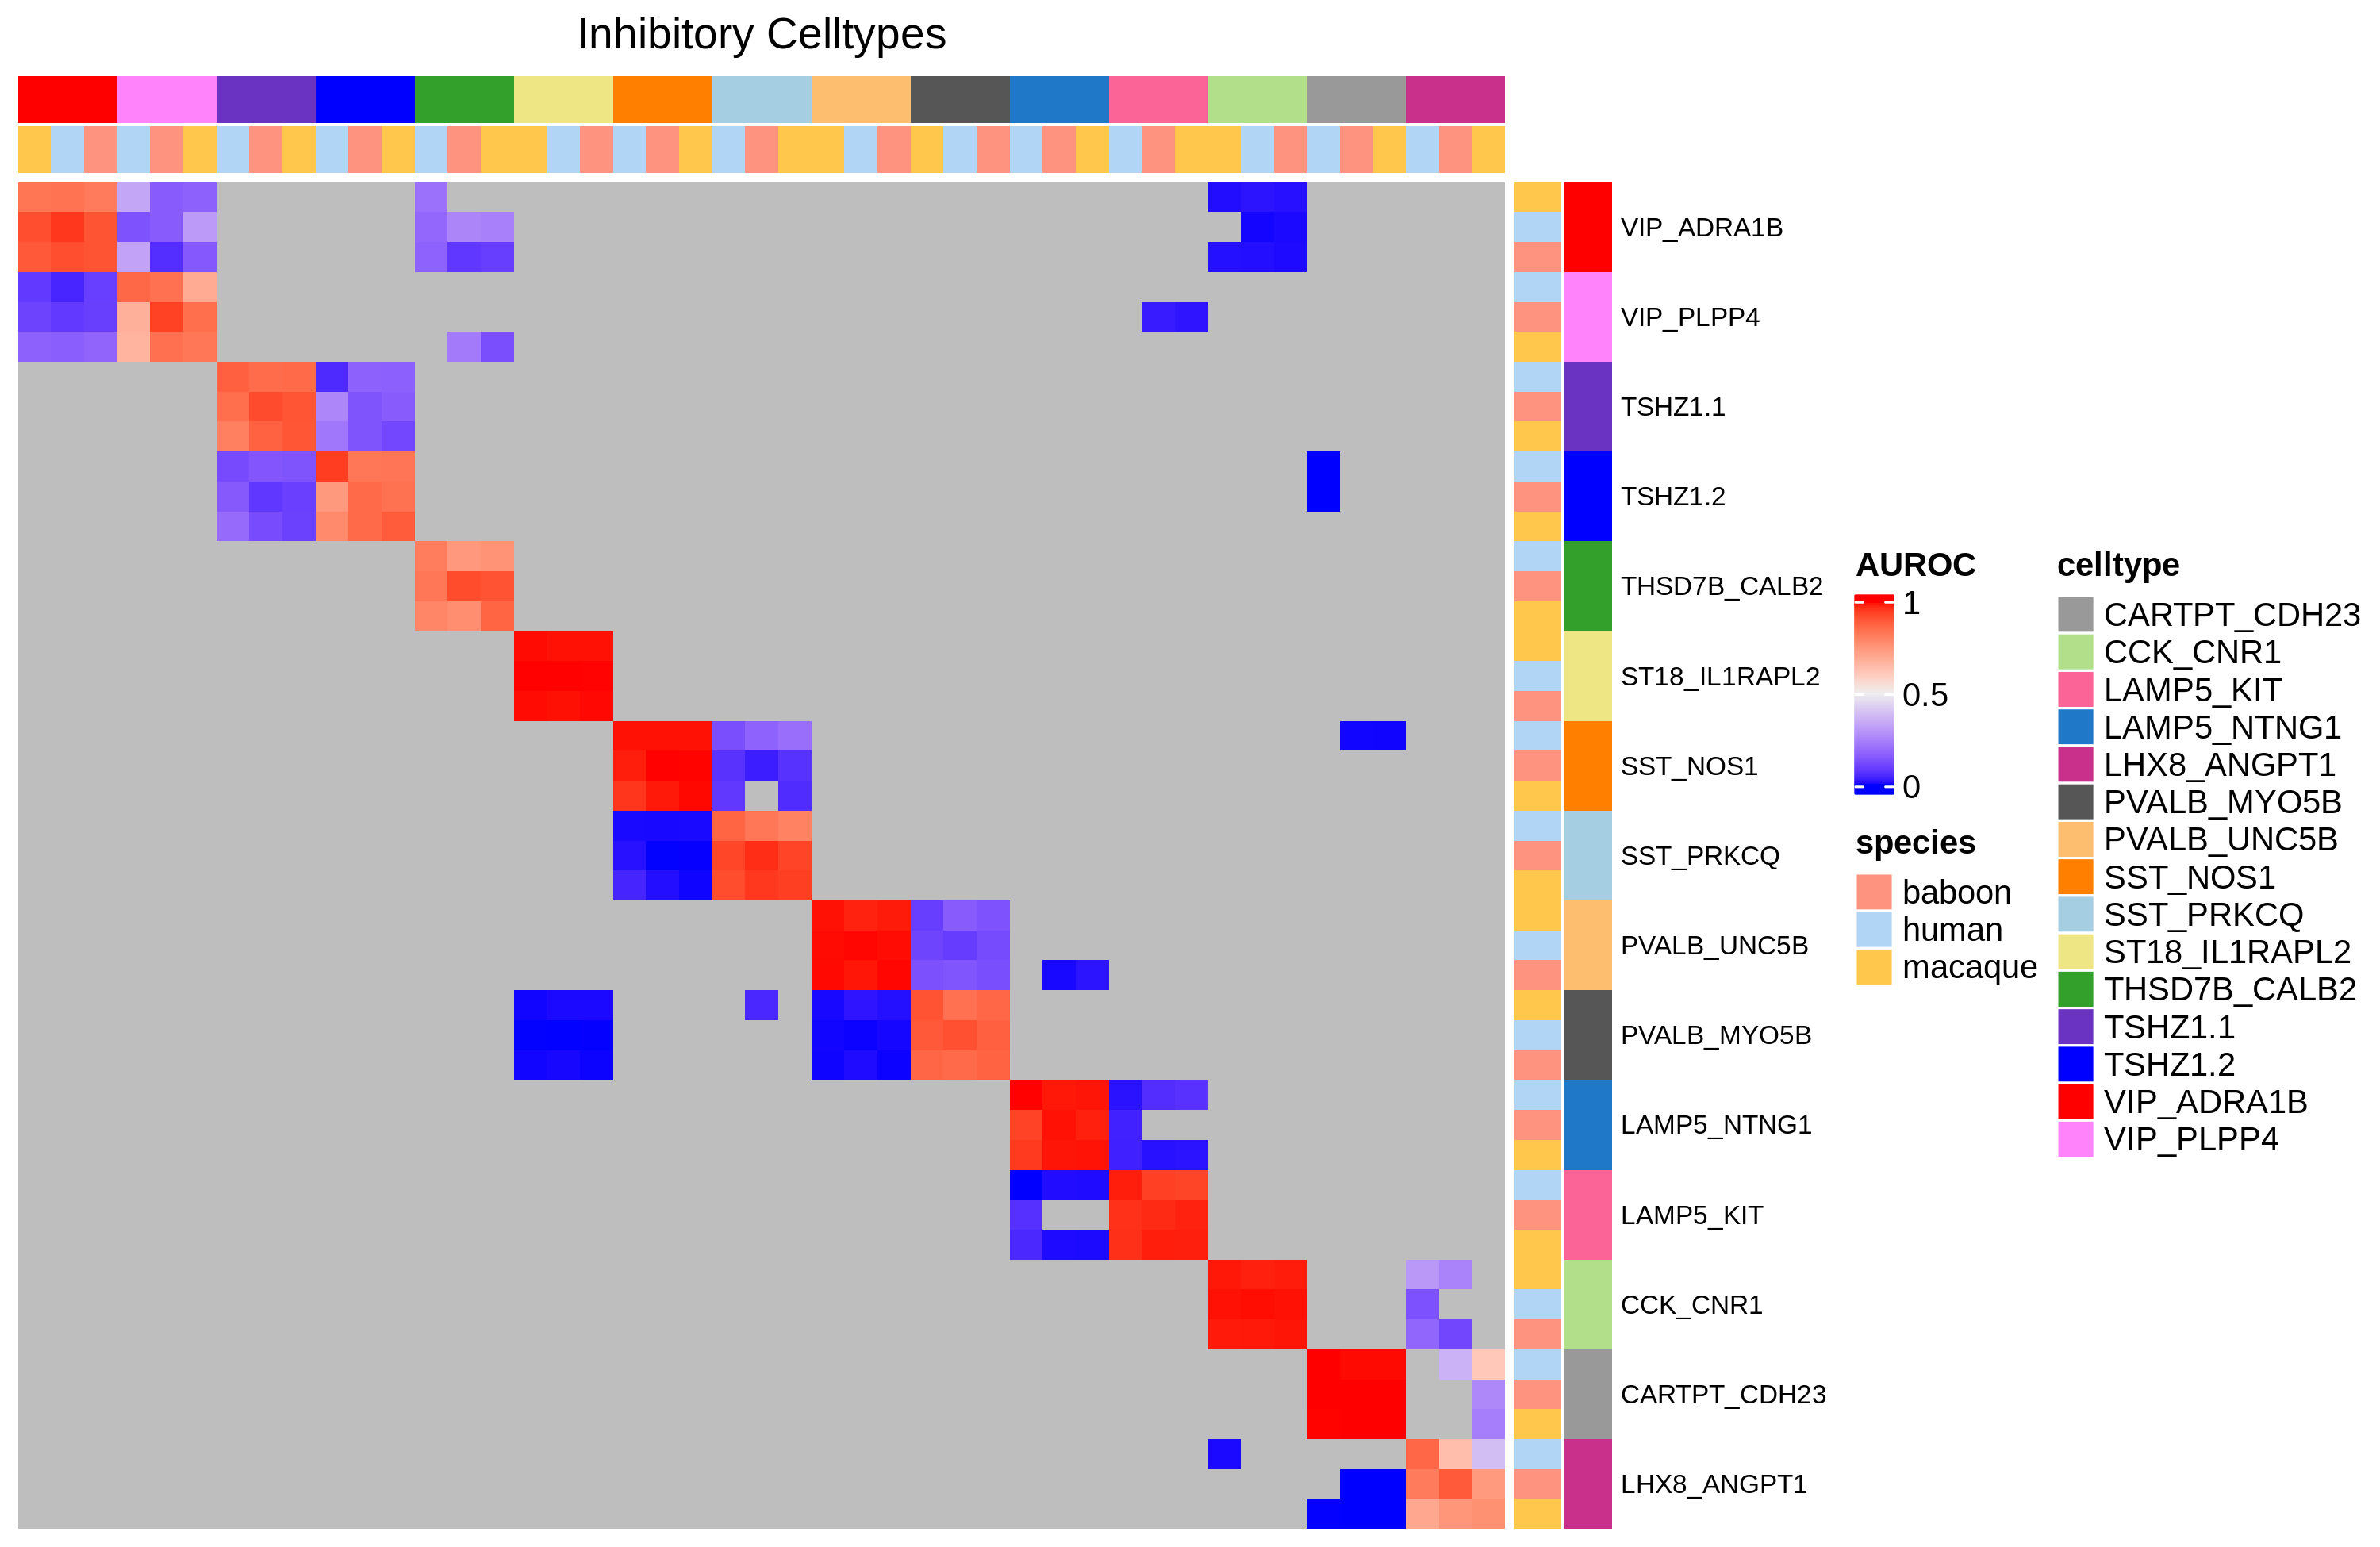 Inhibitory Celltypes
VIP_ADRA1B
VIP_PLPP4
TSHZ1.1
TSHZ1.2
THSD7B_CALB2
ST18_IL1RAPL2
SST_NOS1
SST_PRKCQ
PVALB_UNC5B
PVALB_MYO5B
LAMP5_NTNG1
LAMP5_KIT
CCK_CNR1
CARTPT_CDH23
LHX8_ANGPT1
AUROC
1
0.5
0
species
baboon
human
macaque
celltype
CARTPT_CDH23
CCK_CNR1
LAMP5_KIT
LAMP5_NTNG1
LHX8_ANGPT1
PVALB_MYO5B
PVALB_UNC5B
SST_NOS1
SST_PRKCQ
ST18_IL1RAPL2
THSD7B_CALB2
TSHZ1.1
TSHZ1.2
VIP_ADRA1B
VIP_PLPP4